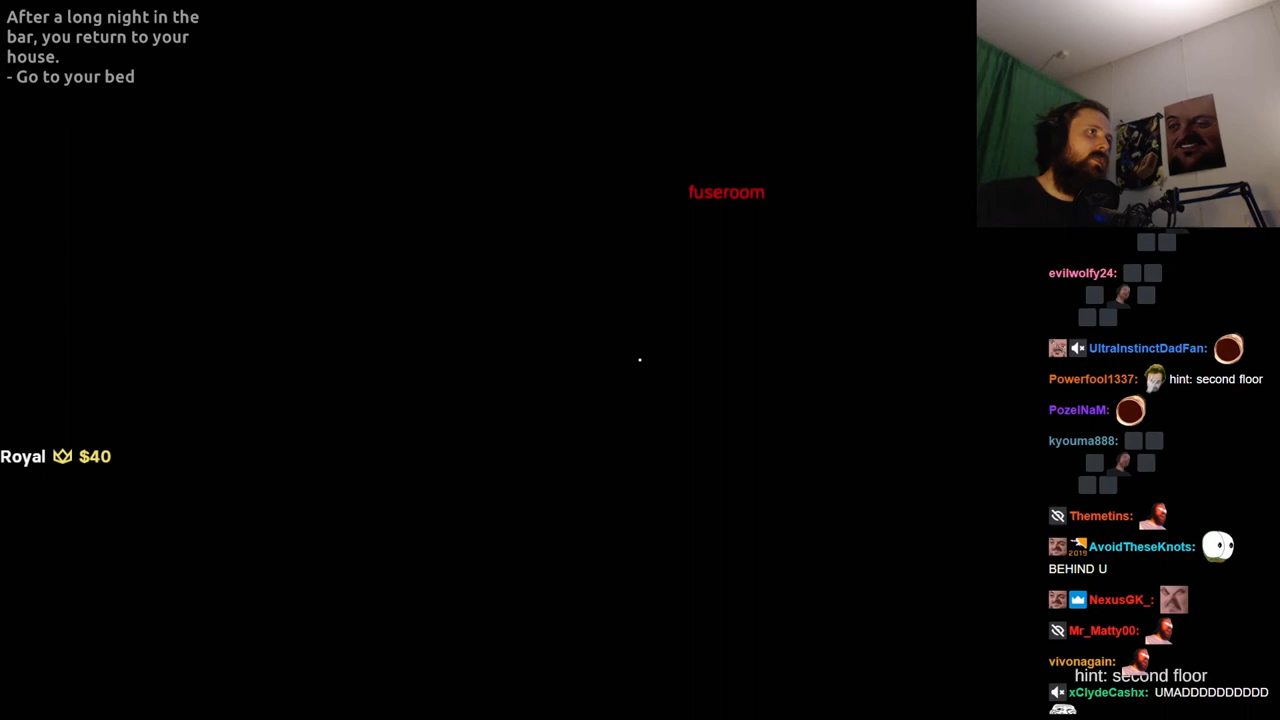 After a long night in the
bar, you return to your
house.
- Go to your bed
fuseroom
Royal $40
evilwolfy24:
UltraInstinctDadFan:
Powerfool1337: hint: second floor
PozelNaM:
kyouma888:
Themetins:
2019 AvoidTheseKnots:
BEHIND U
NexusGK_:
Mr_Matty00:
vivonagain:
hint: second floor
xClydeCashx: UMADDDDDDDDDD